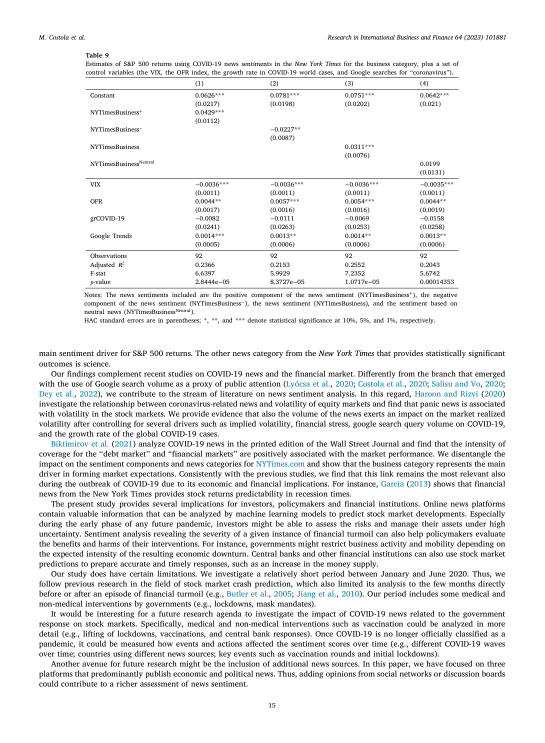 M. Costola et al.
Research in International Business and Finance 64 (2023) 101881
Table 9
Estimates of S&P 500 returns using COVID-19 news sentiments in the New York Times for the business category, plus a set of
control variables (the VIX, the OFR index, the growth rate in COVID-19 world cases, and Google searches for "coronavirus").
(1) (2) (3) (4)
Constant 0.0626*** 0.0781*** 0.0751*** 0.0642***
(0.0217) (0.0198) (0.0202) (0.021)
NYTimesBusiness+ 0.0429***
(0.0112)
NYTimesBusiness− −0.0227**
(0.0087)
NYTimesBusiness 0.0311***
(0.0076)
NYTimesBusinessNeutral 0.0199
(0.0131)
VIX −0.0036*** −0.0036*** −0.0036*** −0.0035***
(0.0011) (0.0011) (0.0011) (0.0011)
OFR 0.0044** 0.0057*** 0.0054*** 0.0044**
(0.0017) (0.0016) (0.0016) (0.0019)
grCOVID-19 −0.0082 −0.0111 −0.0069 −0.0158
(0.0241) (0.0263) (0.0253) (0.0258)
Google Trends 0.0014*** 0.0013** 0.0014** 0.0013**
(0.0005) (0.0006) (0.0006) (0.0006)
Observations 92 92 92 92
Adjusted R2 0.2366 0.2153 0.2552 0.2043
F-stat 6.6397 5.9929 7.2352 5.6742
p-value 2.8444e−05 8.3727e−05 1.0717e−05 0.00014353
Notes: The news sentiments included are the positive component of the news sentiment (NYTimesBusiness+), the negative
component of the news sentiment (NYTimesBusiness−), the news sentiment (NYTimesBusiness), and the sentiment based on
neutral news (NYTimesBusinessNeutral).
HAC standard errors are in parentheses; *, **, and *** denote statistical significance at 10%, 5%, and 1%, respectively.
main sentiment driver for S&P 500 returns. The other news category from the New York Times that provides statistically significant
outcomes is science.
Our findings complement recent studies on COVID-19 news and the financial market. Differently from the branch that emerged
with the use of Google search volume as a proxy of public attention (Lyócsa et al., 2020; Costola et al., 2020; Salisu and Vo, 2020;
Dey et al., 2022), we contribute to the stream of literature on news sentiment analysis. In this regard, Haroon and Rizvi (2020)
investigate the relationship between coronavirus-related news and volatility of equity markets and find that panic news is associated
with volatility in the stock markets. We provide evidence that also the volume of the news exerts an impact on the market realized
volatility after controlling for several drivers such as implied volatility, financial stress, google search query volume on COVID-19,
and the growth rate of the global COVID-19 cases.
Biktimirov et al. (2021) analyze COVID-19 news in the printed edition of the Wall Street Journal and find that the intensity of
coverage for the "debt market" and "financial markets" are positively associated with the market performance. We disentangle the
impact on the sentiment components and news categories for NYTimes.com and show that the business category represents the main
driver in forming market expectations. Consistently with the previous studies, we find that this link remains the most relevant also
during the outbreak of COVID-19 due to its economic and financial implications. For instance, Garcia (2013) shows that financial
news from the New York Times provides stock returns predictability in recession times.
The present study provides several implications for investors, policymakers and financial institutions. Online news platforms
contain valuable information that can be analyzed by machine learning models to predict stock market developments. Especially
during the early phase of any future pandemic, investors might be able to assess the risks and manage their assets under high
uncertainty. Sentiment analysis revealing the severity of a given instance of financial turmoil can also help policymakers evaluate
the benefits and harms of their interventions. For instance, governments might restrict business activity and mobility depending on
the expected intensity of the resulting economic downturn. Central banks and other financial institutions can also use stock market
predictions to prepare accurate and timely responses, such as an increase in the money supply.
Our study does have certain limitations. We investigate a relatively short period between January and June 2020. Thus, we
follow previous research in the field of stock market crash prediction, which also limited its analysis to the few months directly
before or after an episode of financial turmoil (e.g., Butler et al., 2005; Jiang et al., 2010). Our period includes some medical and
non-medical interventions by governments (e.g., lockdowns, mask mandates).
It would be interesting for a future research agenda to investigate the impact of COVID-19 news related to the government
response on stock markets. Specifically, medical and non-medical interventions such as vaccination could be analyzed in more
detail (e.g., lifting of lockdowns, vaccinations, and central bank responses). Once COVID-19 is no longer officially classified as a
pandemic, it could be measured how events and actions affected the sentiment scores over time (e.g., different COVID-19 waves
over time; countries using different news sources; key events such as vaccination rounds and initial lockdowns).
Another avenue for future research might be the inclusion of additional news sources. In this paper, we have focused on three
platforms that predominantly publish economic and political news. Thus, adding opinions from social networks or discussion boards
could contribute to a richer assessment of news sentiment.
15